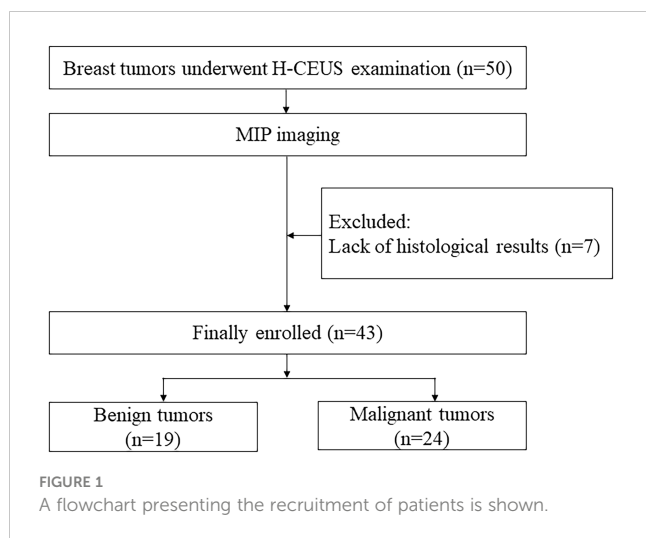 Breast tumors underwent H-CEUS examination (n=50)
MIP imaging
Excluded:
Lack of histological results (n=7)
Finally enrolled (n=43)
Benign tumors
(n=19)
Malignant tumors
(n=24)
FIGURE 1
A flowchart presenting the recruitment of patients is shown.